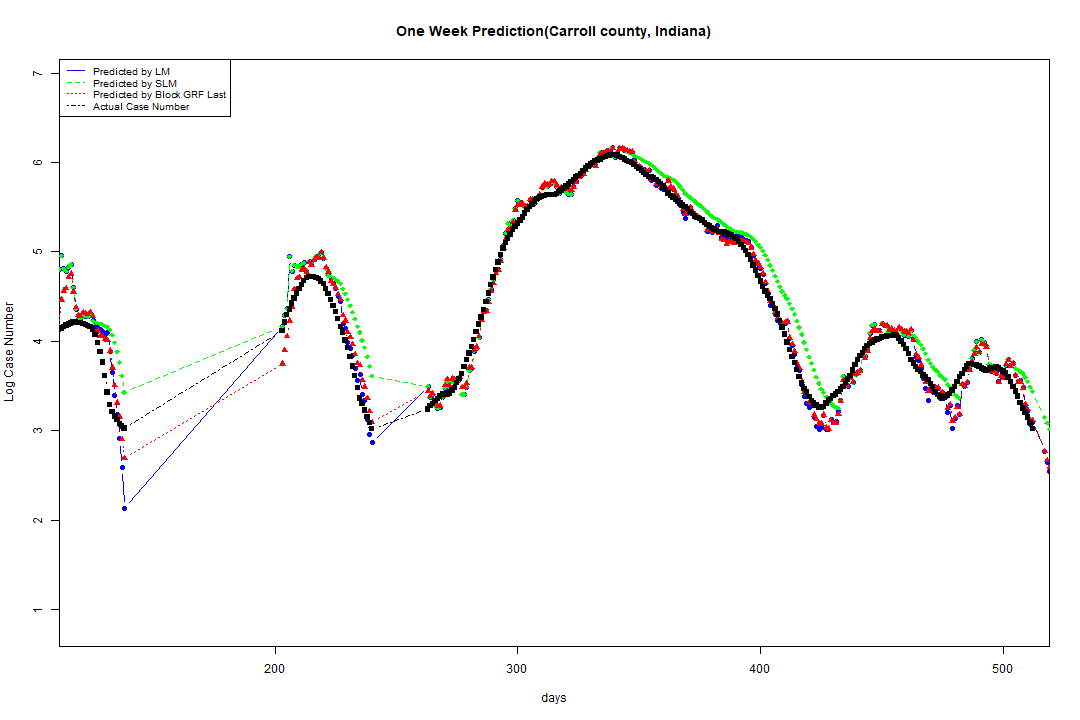 One Week Prediction(Carroll county, Indiana)
Predicted by LM
Predicted by SLM
Predicted by Block GRF Last
Actual Case Number
Log Case Number
7
6
5
4
3
2
1
200 300 400 500
days